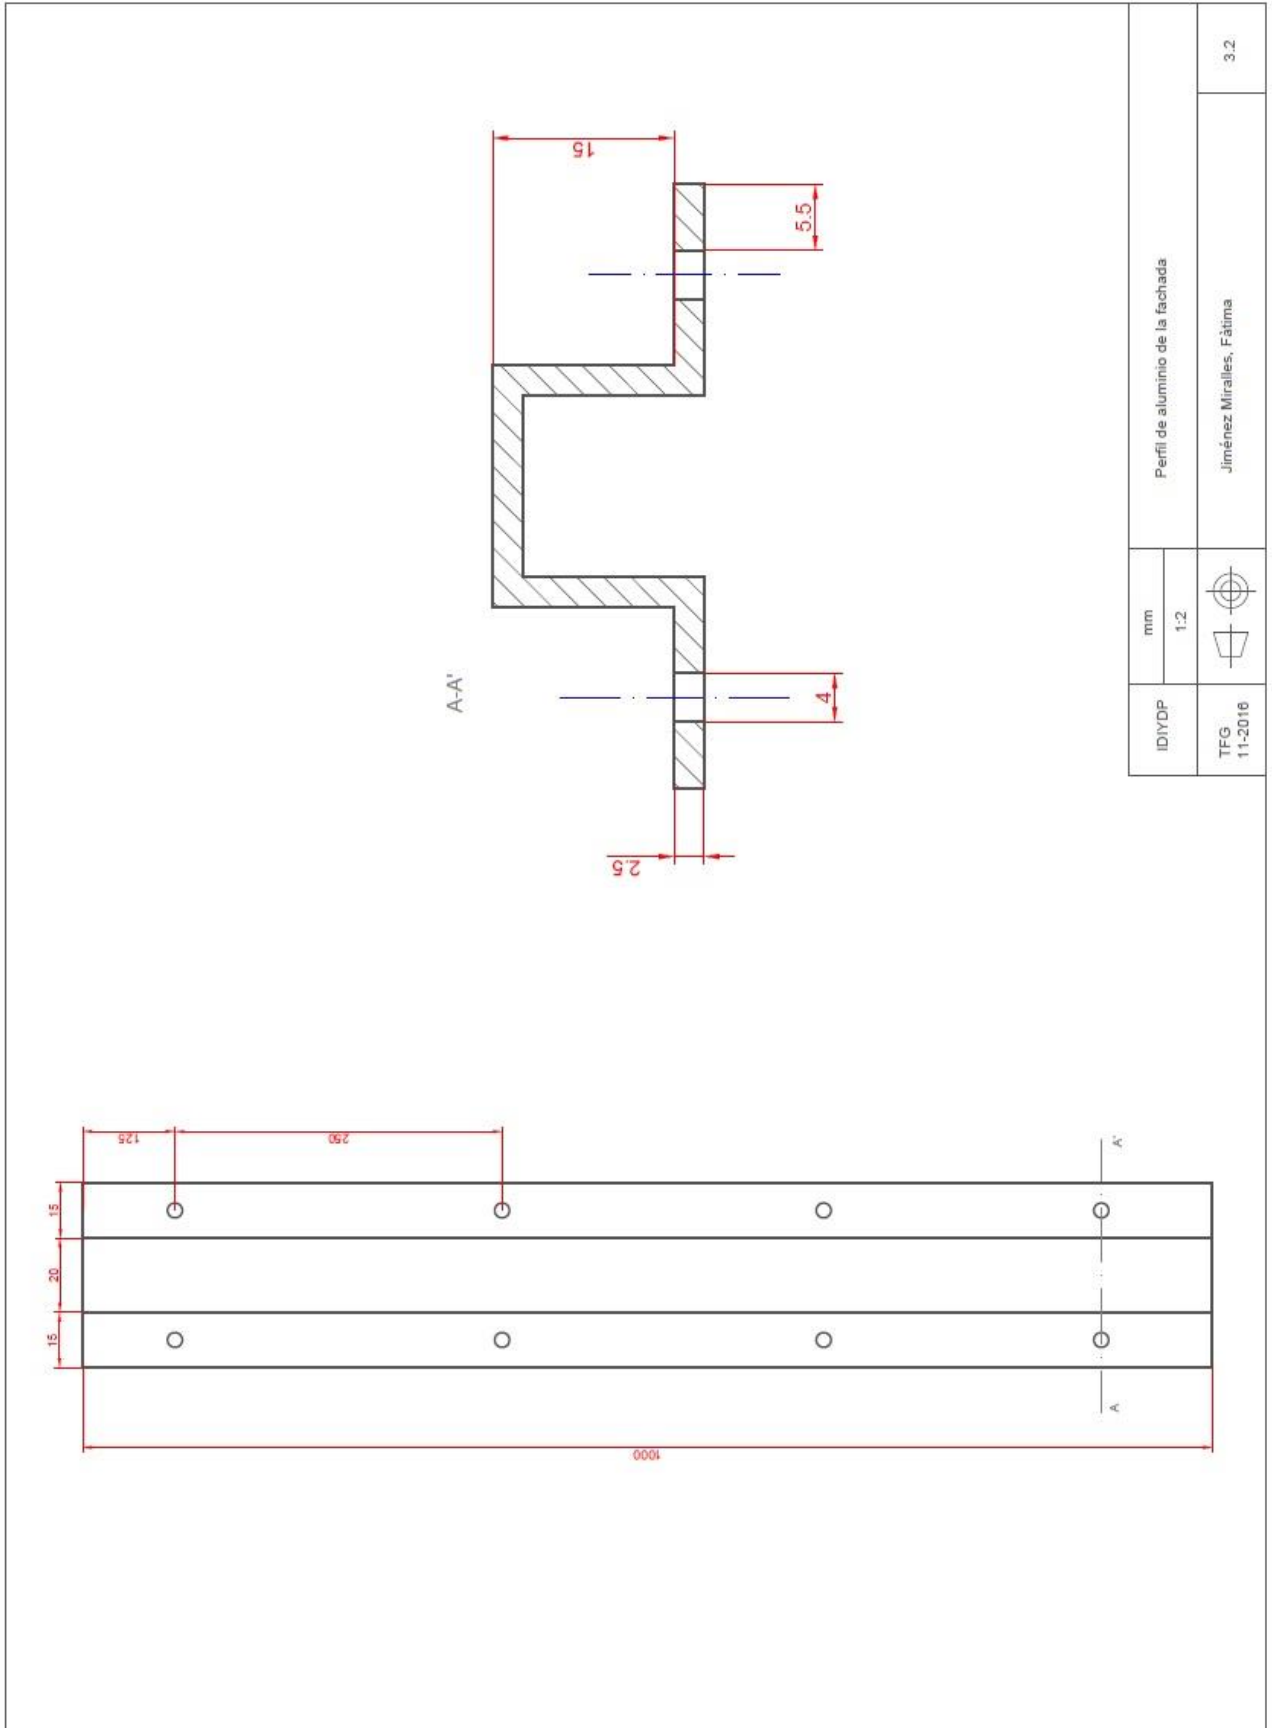 15
5.5
A-A'
4
2.5
125
250
15
20
15
A'
A
1000
IDIYDP
mm
1:2
Perfil de aluminio de la fachada
TFG
11-2016
Jiménez Miralles, Fàtima
3.2